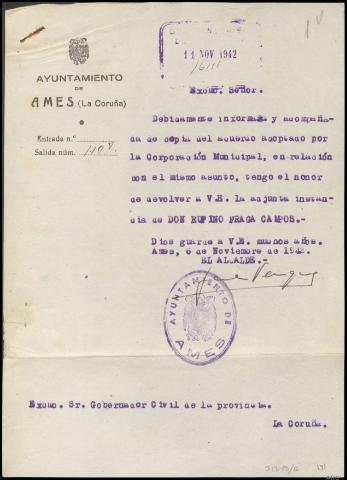 11 NOV 1942
AYUNTAMIENTO
DE
AMES (La Coruña)
Entrada n.º
Salida núm. 1108.
Excmo. Señor.
Debidamente informada y acompaña-
da de copia del acuerdo acoptado por
la Corporación Municipal, en relación
con el mismo asunto, tengo el honor
de devolver a V.E. la adjunta instan-
cia de DON RUFINO FRAGA CAMPOS.-
Dios guarde a V.E. muchos años.
Ames, 6 de Noviembre de 1942.
EL ALCALDE.-
AYUNTAMIENTO DE
AMES
Excmo. Sr. Gobernador Civil de la provincia.
La Coruña.